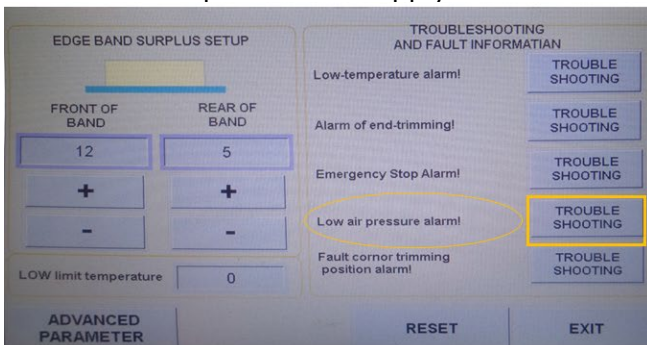 EDGE BAND SURPLUS SETUP
FRONT OF
BAND
REAR OF
BAND
12
5
+
+
-
-
LOW limit temperature
0
TROUBLESHOOTING
AND FAULT INFORMATIAN
Low-temperature alarm!
TROUBLE
SHOOTING
Alarm of end-trimming!
TROUBLE
SHOOTING
Emergency Stop Alarm!
TROUBLE
SHOOTING
Low air pressure alarm!
TROUBLE
SHOOTING
Fault cornor trimming
position alarm!
TROUBLE
SHOOTING
ADVANCED
PARAMETER
RESET
EXIT